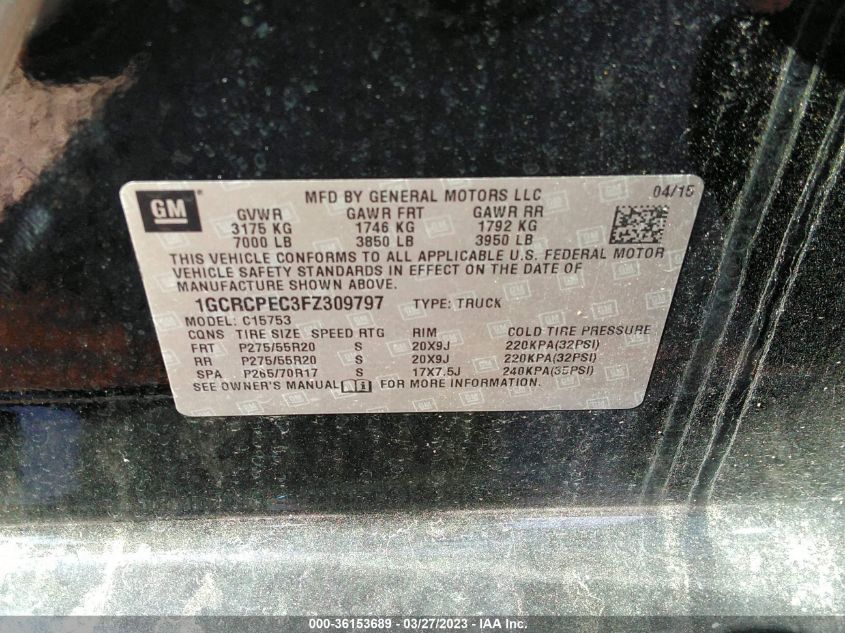 GM
MFD BY GENERAL MOTORS LLC 04/15
GVWR GAWR FRT GAWR RR
3175 KG 1746 KG 1792 KG
7000 LB 3850 LB 3950 LB
THIS VEHICLE CONFORMS TO ALL APPLICABLE U.S. FEDERAL MOTOR
VEHICLE SAFETY STANDARDS IN EFFECT ON THE DATE OF
MANUFACTURE SHOWN ABOVE.
1GCRCPEC3FZ309797 TYPE: TRUCK
MODEL: C15753
CQNS TIRE SIZE SPEED RTG RIM COLD TIRE PRESSURE
FRT P275/55R20 S 20X9J 220KPA(32PSI)
RR P275/55R20 S 20X9J 220KPA(32PSI)
SPA P265/70R17 S 17X7.5J 240KPA(35PSI)
SEE OWNER'S MANUAL FOR MORE INFORMATION.
000-36153689 - 03/27/2023 - IAA Inc.